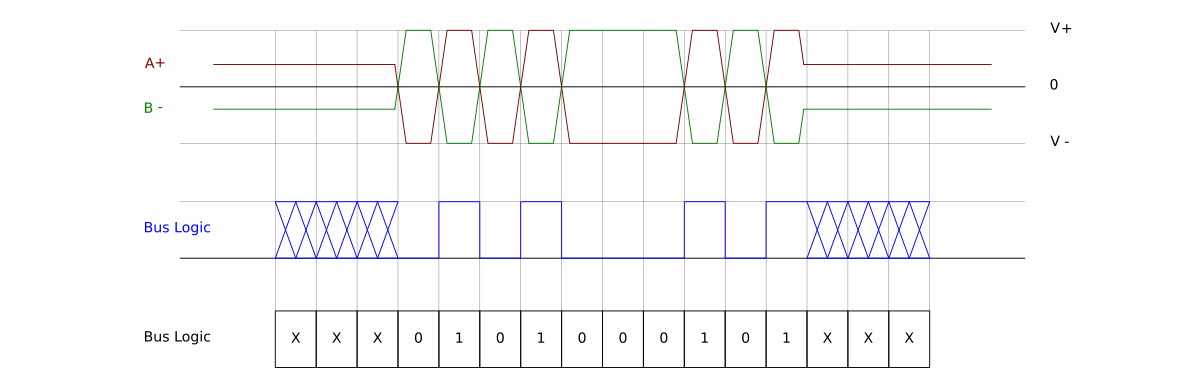 V+
A+
0
B -
V -
Bus Logic
Bus Logic X X X 0 1 0 1 0 0 0 1 0 1 X X X